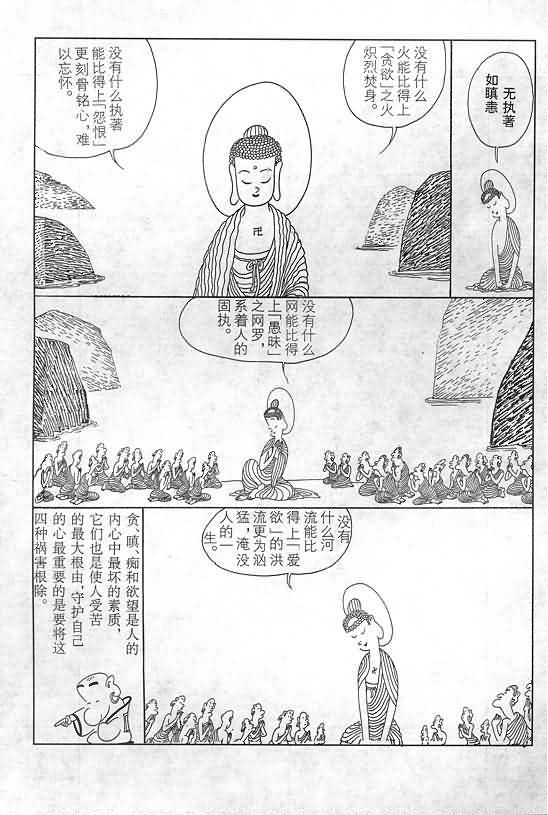 无执著
如瞋恚
没有什么
火能比得上
「贪欲」之火
炽烈焚身。
没有什么执著
能比得上「怨恨」
更刻骨铭心，难
以忘怀。
卍
没有什么
网能比得
上「愚昧」
之网罗，
系着人的
固执。
没有
什么河
流能比
得上「爱
欲」的洪
流更为汹
猛，淹没
人的一
生。
卍
贪、瞋、痴和欲望是人的
内心中最坏的素质，
它们也是使人受苦
的最大根由，守护自己
的心最重要的是要将这
四种祸害根除。